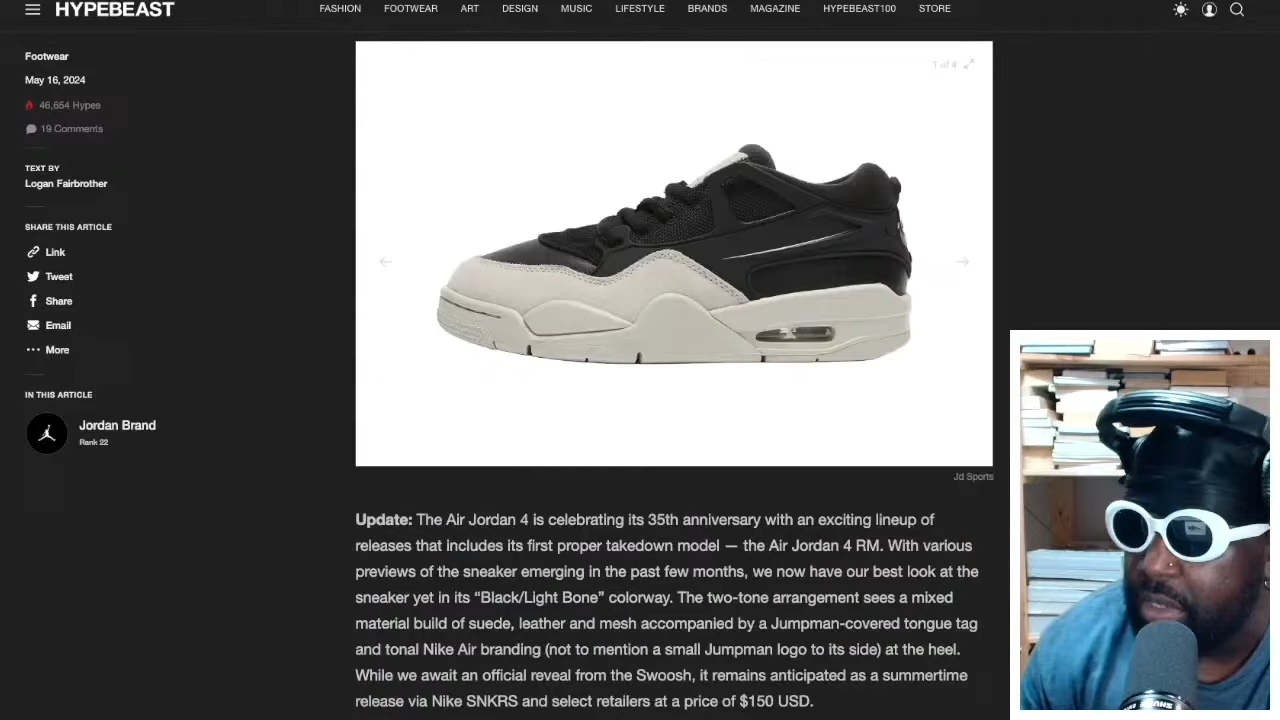 HYPEBEAST
FASHION FOOTWEAR ART DESIGN MUSIC LIFESTYLE BRANDS MAGAZINE HYPEBEAST100 STORE
Footwear
May 16, 2024
46,654 Hypes
19 Comments
TEXT BY
Logan Fairbrother
SHARE THIS ARTICLE
Link
Tweet
Share
Email
More
IN THIS ARTICLE
Jordan Brand
Rank 22
1 of 4
Jd Sports
Update: The Air Jordan 4 is celebrating its 35th anniversary with an exciting lineup of
releases that includes its first proper takedown model — the Air Jordan 4 RM. With various
previews of the sneaker emerging in the past few months, we now have our best look at the
sneaker yet in its “Black/Light Bone” colorway. The two-tone arrangement sees a mixed
material build of suede, leather and mesh accompanied by a Jumpman-covered tongue tag
and tonal Nike Air branding (not to mention a small Jumpman logo to its side) at the heel.
While we await an official reveal from the Swoosh, it remains anticipated as a summertime
release via Nike SNKRS and select retailers at a price of $150 USD.